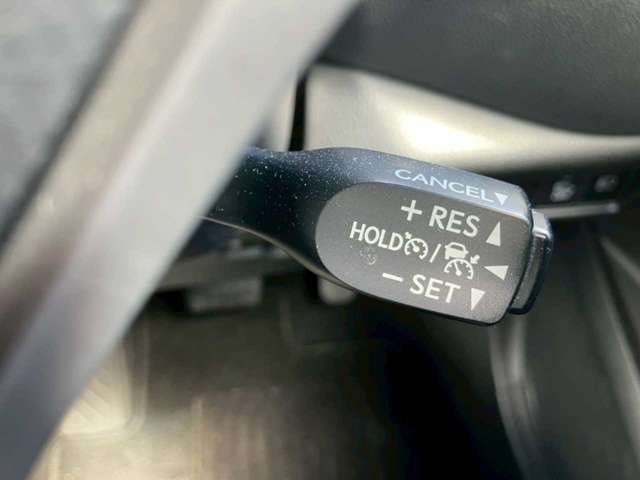 CANCEL
+ RES
HOLD /
- SET